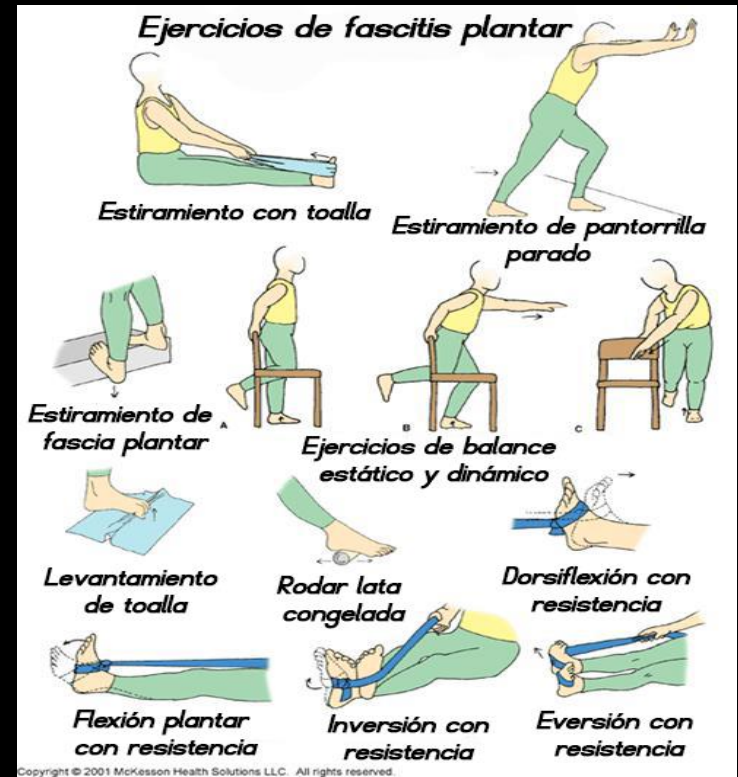 Ejercicios de fascitis plantar
Estiramiento con toalla
Estiramiento de pantorrilla
parado
Estiramiento de
fascia plantar
A
B
C
Ejercicios de balance
estático y dinámico
Levantamiento
de toalla
Rodar lata
congelada
Dorsiflexión con
resistencia
Flexión plantar
con resistencia
Inversión con
resistencia
Eversión con
resistencia
Copyright © 2001 McKesson Health Solutions LLC. All rights reserved.